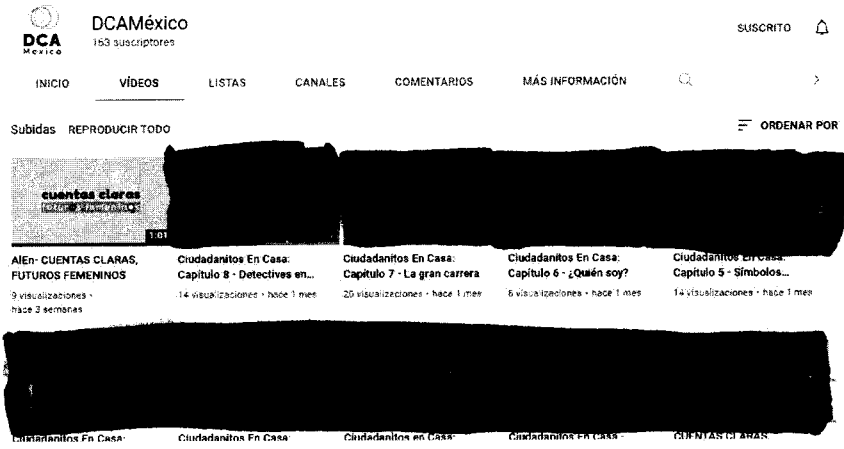 DCA
México
DCAMéxico
163 suscriptores
SUSCRITO
INICIO VÍDEOS LISTAS CANALES COMENTARIOS MÁS INFORMACIÓN
Subidas REPRODUCIR TODO
ORDENAR POR
cuentas claras
futuros femeninos
1:01
AlEn- CUENTAS CLARAS,
FUTUROS FEMENINOS
9 visualizaciones •
hace 3 semanas
Ciudadanitos En Casa:
Capítulo 8 - Detectives en...
14 visualizaciones • hace 1 mes
Ciudadanitos En Casa:
Capítulo 7 - La gran carrera
20 visualizaciones • hace 1 mes
Ciudadanitos En Casa:
Capítulo 6 - ¿Quién soy?
6 visualizaciones • hace 1 mes
Ciudadanitos En Casa:
Capítulo 5 - Símbolos...
14 visualizaciones • hace 1 mes
Ciudadanitos En Casa:
Ciudadanitos En Casa:
Ciudadanitos en Casa:
Ciudadanitos En Casa -
CUENTAS CLARAS,